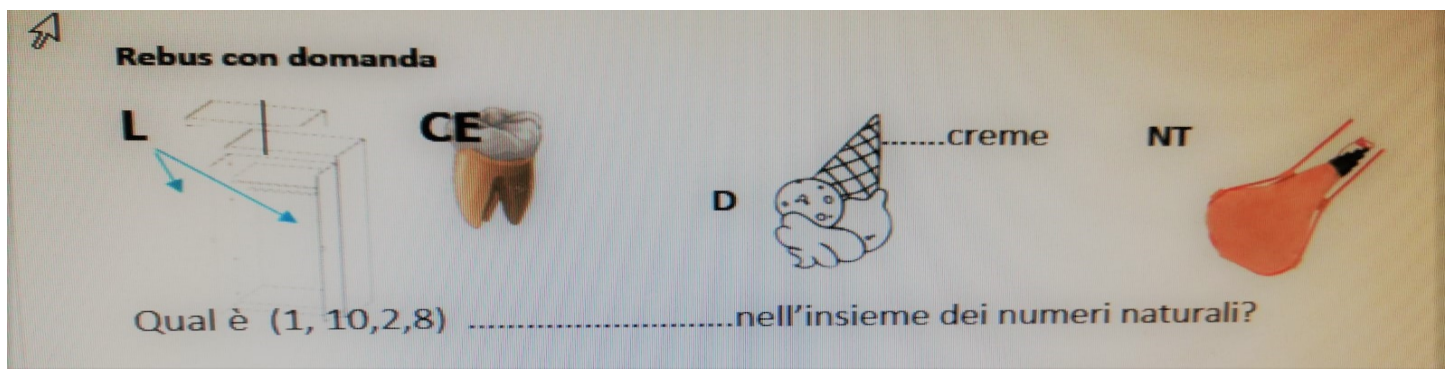 Rebus con domanda
L CE D .......creme NT
Qual è (1, 10,2,8) ...........................nell'insieme dei numeri naturali?